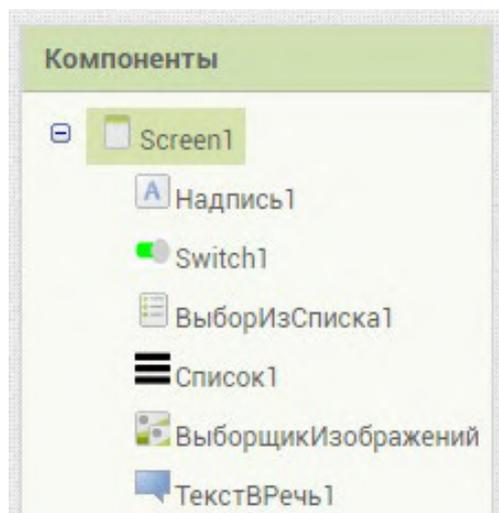 Компоненты
Screen1
Надпись1
Switch1
ВыборИзСписка1
Список1
ВыборщикИзображений
ТекстВРечь1